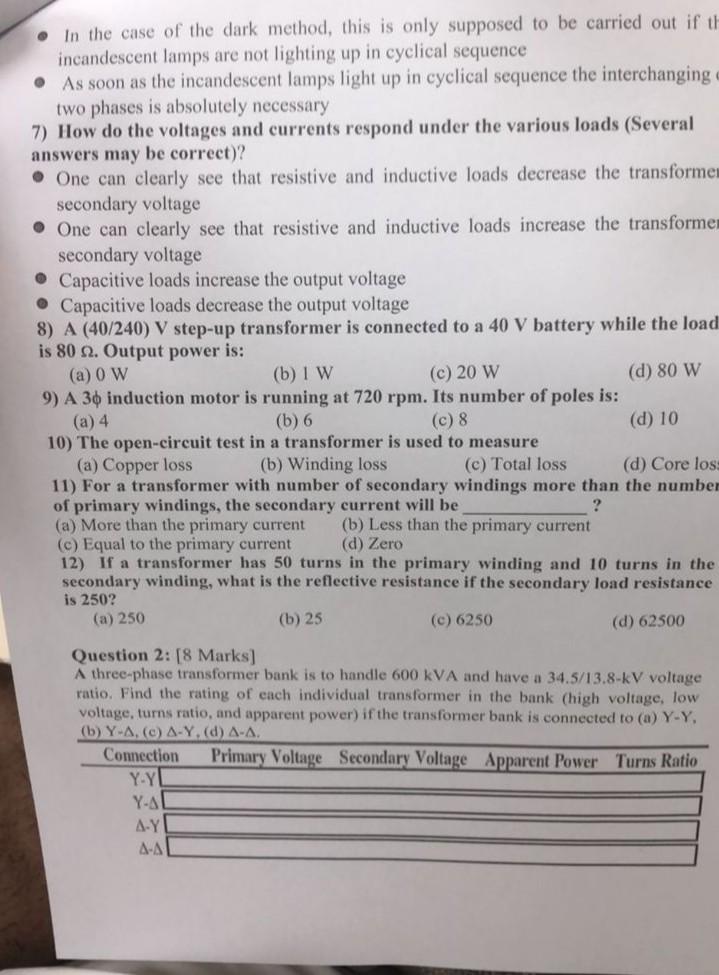 • In the case of the dark method, this is only supposed to be carried out if
incandescent lamps are not lighting up in cyclical sequence
• As soon as the incandescent lamps light up in cyclical sequence the interchanging
two phases is absolutely necessary
7) How do the voltages and currents respond under the various loads (Several
answers may be correct)?
• One can clearly see that resistive and inductive loads decrease the transformer
secondary voltage
• One can clearly see that resistive and inductive loads increase the transformer
secondary voltage
• Capacitive loads increase the output voltage
• Capacitive loads decrease the output voltage
8) A (40/240) V step-up transformer is connected to a 40 V battery while the load
is 80 Ω. Output power is:
(a) 0 W (b) 1 W (c) 20 W (d) 80 W
9) A 3ϕ induction motor is running at 720 rpm. Its number of poles is:
(a) 4 (b) 6 (c) 8 (d) 10
10) The open-circuit test in a transformer is used to measure
(a) Copper loss (b) Winding loss (c) Total loss (d) Core loss
11) For a transformer with number of secondary windings more than the number
of primary windings, the secondary current will be ____________ ?
(a) More than the primary current (b) Less than the primary current
(c) Equal to the primary current (d) Zero
12) If a transformer has 50 turns in the primary winding and 10 turns in the
secondary winding, what is the reflective resistance if the secondary load resistance
is 250?
(a) 250 (b) 25 (c) 6250 (d) 62500
Question 2: [8 Marks]
A three-phase transformer bank is to handle 600 kVA and have a 34.5/13.8-kV voltage
ratio. Find the rating of each individual transformer in the bank (high voltage, low
voltage, turns ratio, and apparent power) if the transformer bank is connected to (a) Y-Y,
(b) Y-Δ, (c) Δ-Y, (d) Δ-Δ.
Connection Primary Voltage Secondary Voltage Apparent Power Turns Ratio
Y-Y
Y-Δ
Δ-Y
Δ-Δ